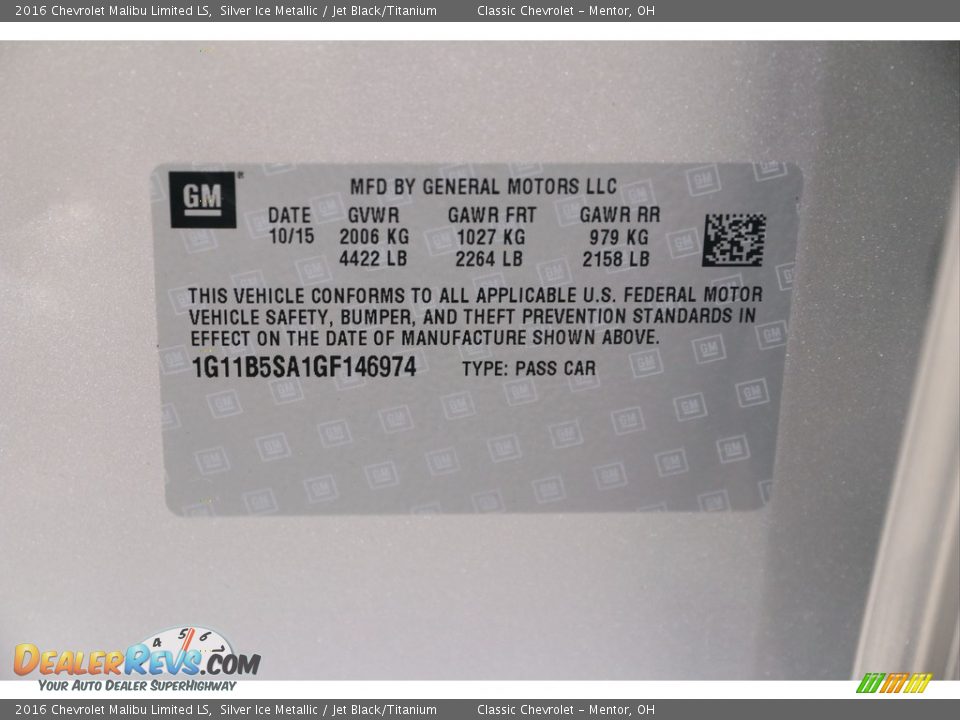 2016 Chevrolet Malibu Limited LS, Silver Ice Metallic / Jet Black/Titanium Classic Chevrolet - Mentor, OH
GM®
MFD BY GENERAL MOTORS LLC
DATE GVWR GAWR FRT GAWR RR
10/15 2006 KG 1027 KG 979 KG
4422 LB 2264 LB 2158 LB
THIS VEHICLE CONFORMS TO ALL APPLICABLE U.S. FEDERAL MOTOR
VEHICLE SAFETY, BUMPER, AND THEFT PREVENTION STANDARDS IN
EFFECT ON THE DATE OF MANUFACTURE SHOWN ABOVE.
1G11B5SA1GF146974 TYPE: PASS CAR
4 5 6 7
DEALERREVS.COM
YOUR AUTO DEALER SUPERHIGHWAY
2016 Chevrolet Malibu Limited LS, Silver Ice Metallic / Jet Black/Titanium Classic Chevrolet - Mentor, OH